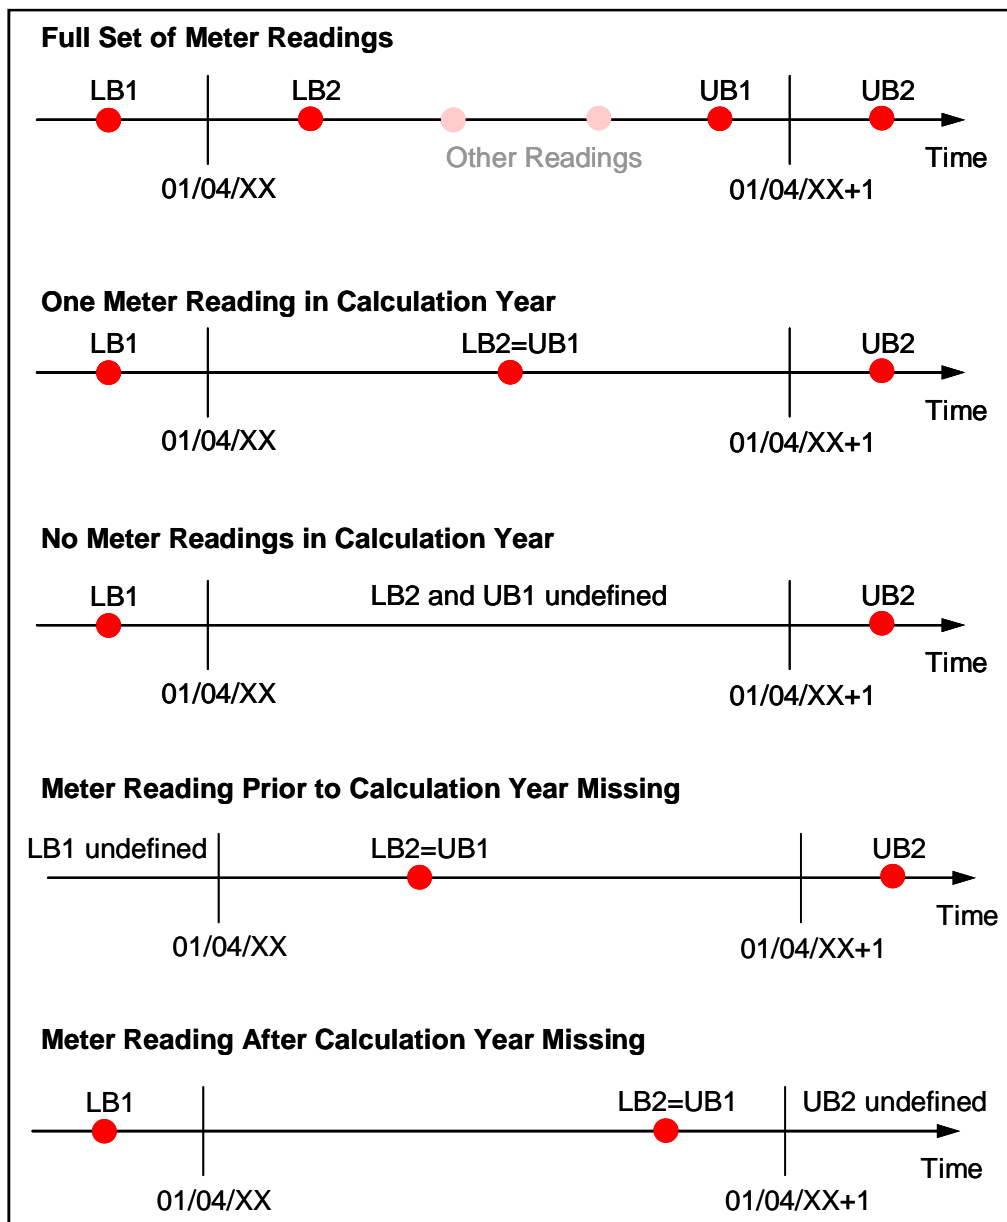 Full Set of Meter Readings
LB1 LB2 UB1 UB2
Other Readings Time
01/04/XX 01/04/XX+1
One Meter Reading in Calculation Year
LB1 LB2=UB1 UB2
Time
01/04/XX 01/04/XX+1
No Meter Readings in Calculation Year
LB1 LB2 and UB1 undefined UB2
Time
01/04/XX 01/04/XX+1
Meter Reading Prior to Calculation Year Missing
LB1 undefined LB2=UB1 UB2
Time
01/04/XX 01/04/XX+1
Meter Reading After Calculation Year Missing
LB1 LB2=UB1 UB2 undefined
Time
01/04/XX 01/04/XX+1